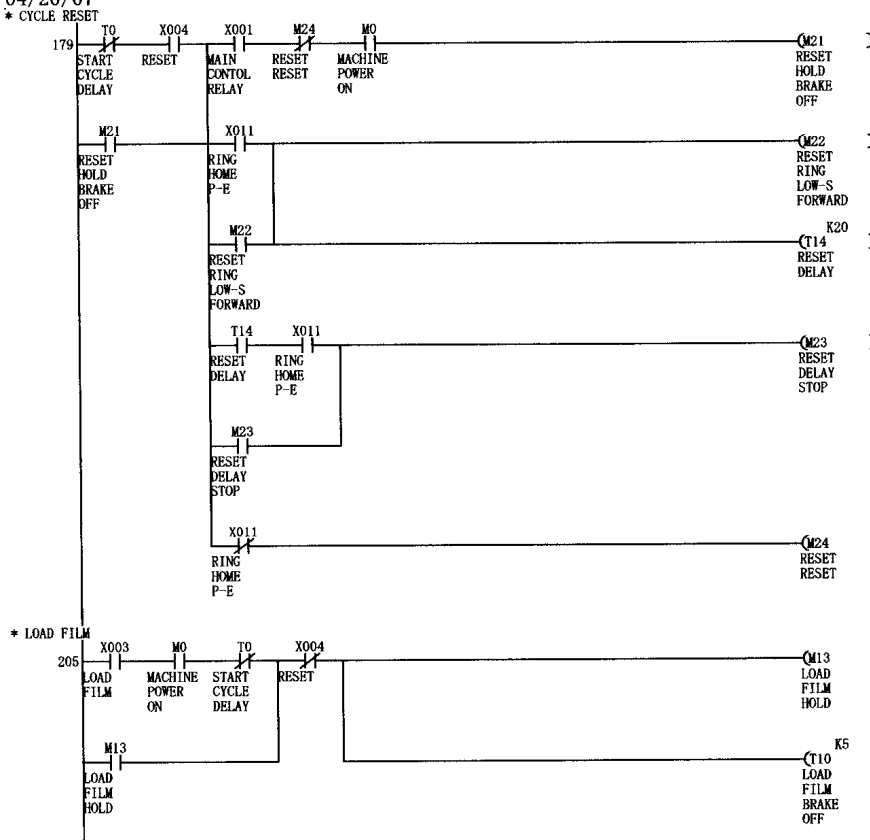 04/20/07
* CYCLE RESET
T0 X004 X001 M24 M0
179 (M21
START RESET MAIN RESET MACHINE RESET
CYCLE CONTOL RESET POWER HOLD
DELAY RELAY ON BRAKE
OFF
M21 X011
(M22
RESET RING RESET
HOLD HOME RING
BRAKE P-E LOW-S
OFF FORWARD
M22 K20
(T14
RESET RESET
RING DELAY
LOW-S
FORWARD
T14 X011
(M23
RESET RING RESET
DELAY HOME DELAY
P-E STOP
M23
RESET
DELAY
STOP
X011
(M24
RING RESET
HOME RESET
P-E
* LOAD FILM
X003 M0 T0 X004
205 (M13
LOAD MACHINE START RESET LOAD
FILM POWER CYCLE FILM
ON DELAY HOLD
M13 K5
(T10
LOAD LOAD
FILM FILM
HOLD BRAKE
OFF